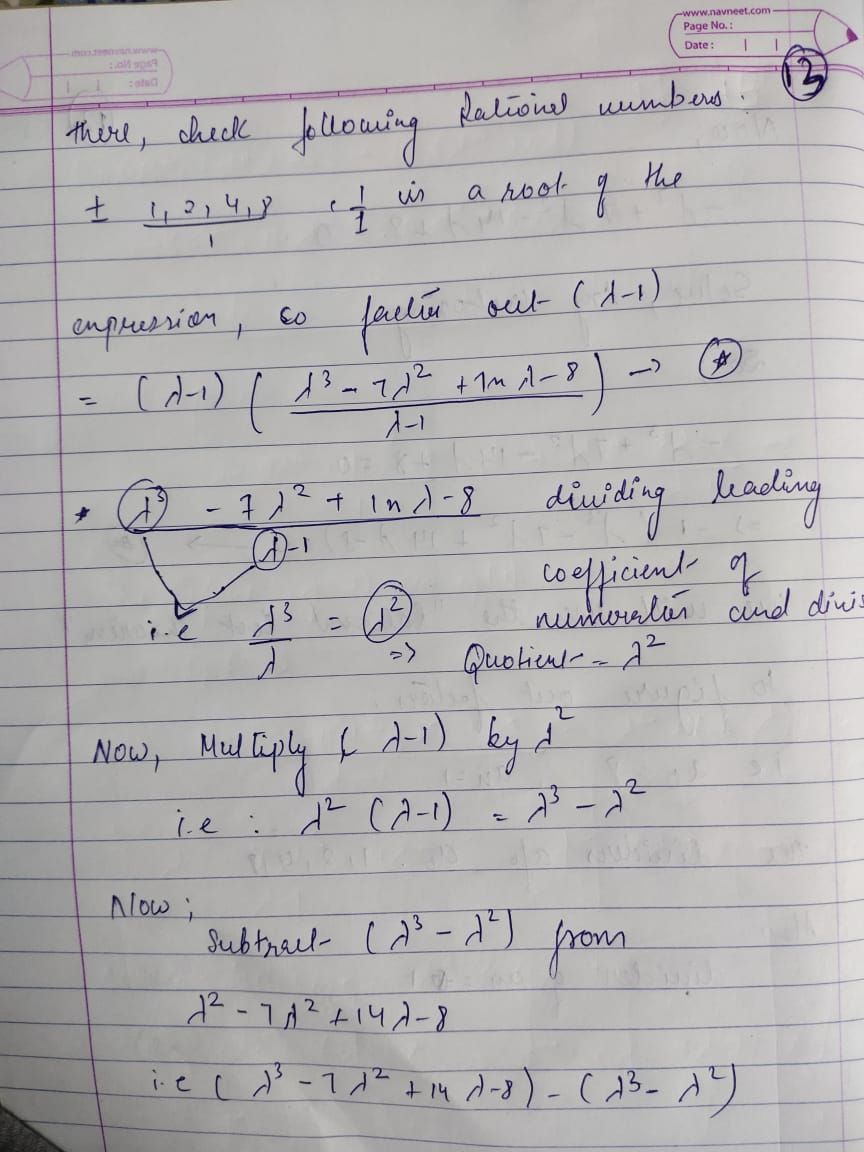 www.navneet.com
Page No.:
Date:
13
there, check following Rational numbers.
± 1, 2, 4, 8 / 1 , 1/1 is a root of the
expression, so factor out (λ-1)
= (λ-1) ( λ³ - 7λ² + 14λ - 8 / λ-1 ) → *
* λ³ - 7λ² + 14λ - 8 / λ-1 dividing leading
coefficient of
numerator and divis
i.e λ³/λ = λ²
=> Quotient = λ²
Now, Multiply (λ-1) by λ²
i.e : λ² (λ-1) = λ³ - λ²
Now;
Subtract (λ³ - λ²) from
λ² - 7λ² + 14λ - 8
i.e (λ³ - 7λ² + 14λ - 8) - (λ³ - λ²)